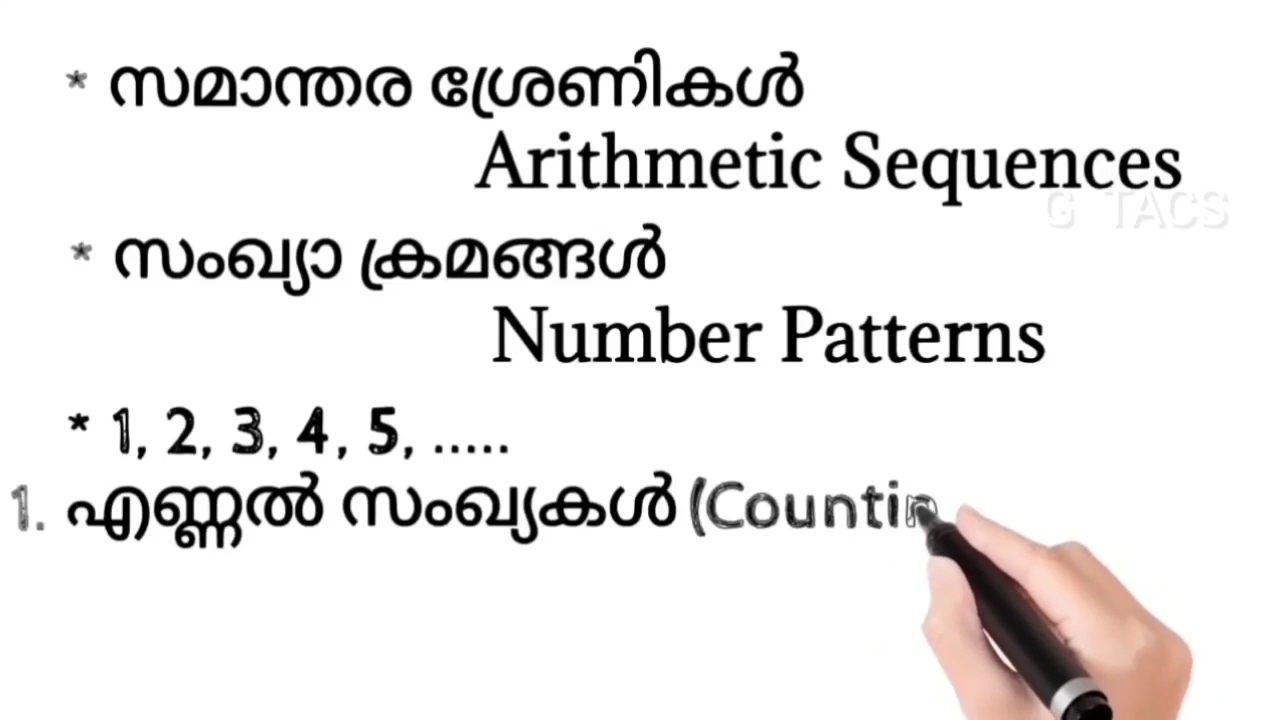 * സമാന്തര ശ്രേണികൾ
Arithmetic Sequences
G TACS
* സംഖ്യാ ക്രമങ്ങൾ
Number Patterns
* 1, 2, 3, 4, 5, .....
1. എണ്ണൽ സംഖ്യകൾ (Countin